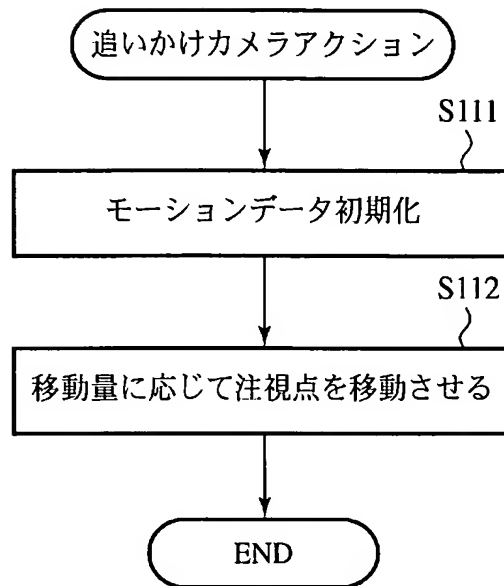 追いかけカメラアクション
S111
モーションデータ初期化
S112
移動量に応じて注視点を移動させる
END